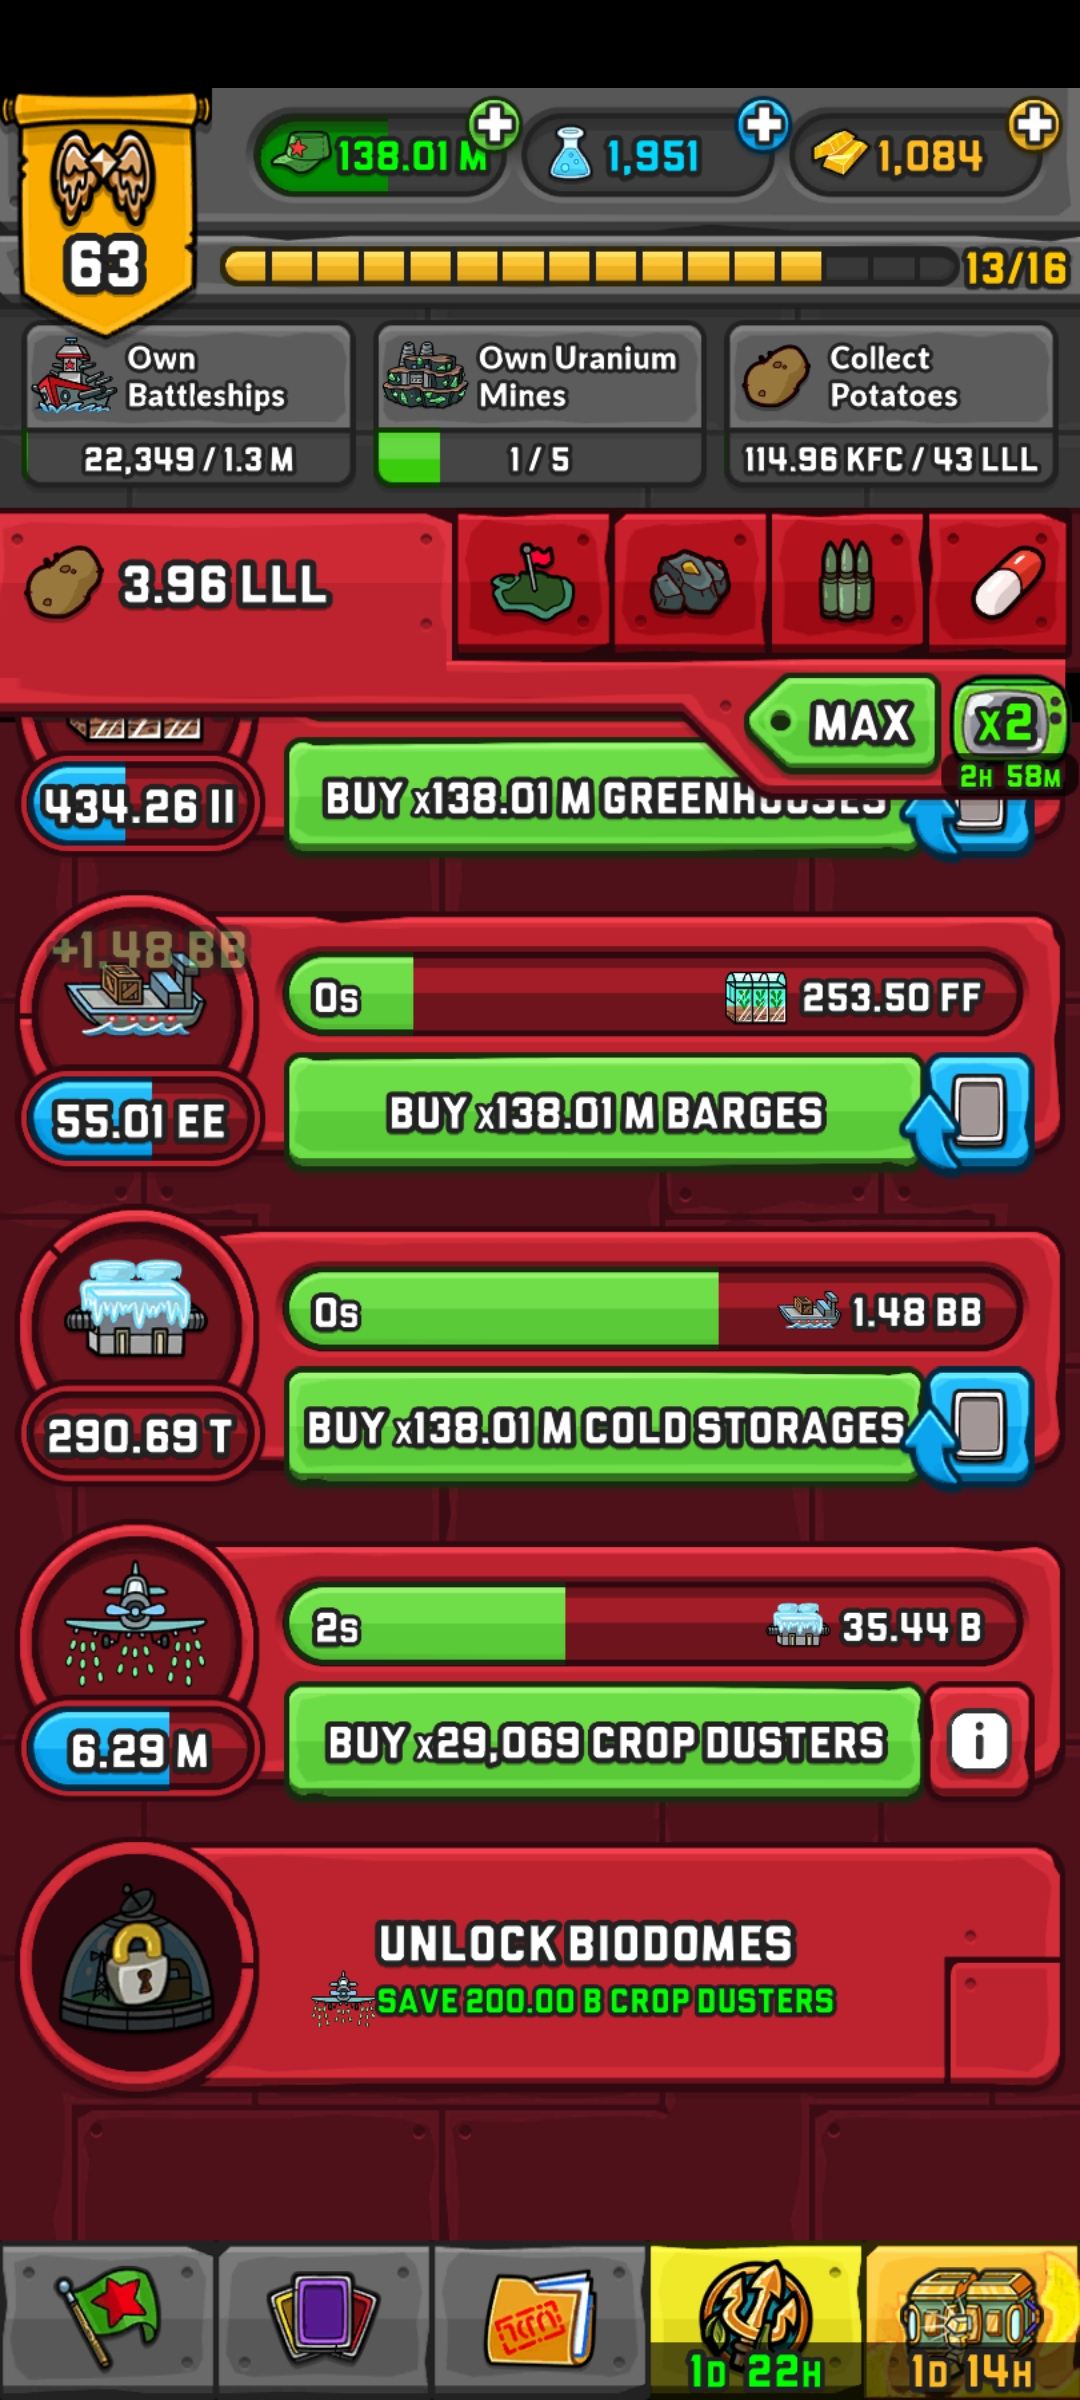 138.01 M
1,951
1,084
63
13/16
Own Battleships
22,349 / 1.3 M
Own Uranium Mines
1 / 5
Collect Potatoes
114.96 KFC / 43 LLL
3.96 LLL
MAX
x2
2H 58M
434.26 II
BUY x138.01 M GREENHOUSES
+1.48 BB
0s
253.50 FF
55.01 EE
BUY x138.01 M BARGES
0s
1.48 BB
290.69 T
BUY x138.01 M COLD STORAGES
2s
35.44 B
6.29 M
BUY x29,069 CROP DUSTERS
i
UNLOCK BIODOMES
SAVE 200.00 B CROP DUSTERS
1D 22H
1D 14H